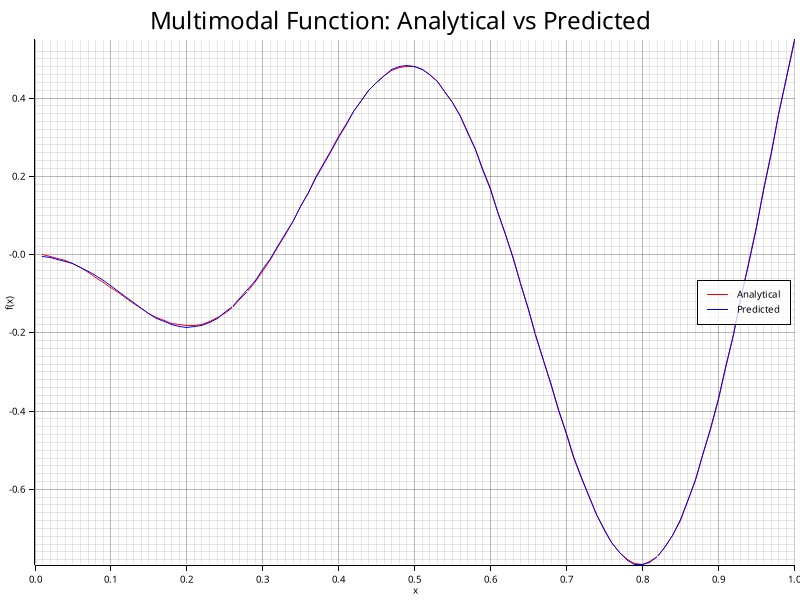 Multimodal Function: Analytical vs Predicted
0.4
0.2
-0.0
f(x)
-0.2
-0.4
-0.6
Analytical
Predicted
0.0 0.1 0.2 0.3 0.4 0.5 0.6 0.7 0.8 0.9 1.0
x